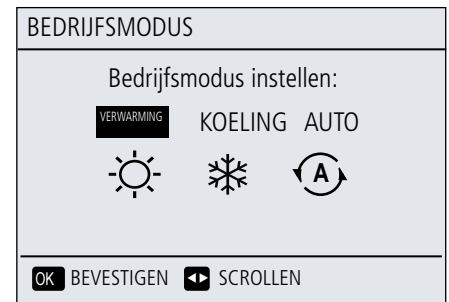 BEDRIJFSMODUS
Bedrijfsmodus instellen:
VERWARMING KOELING AUTO
A
OK BEVESTIGEN SCROLLEN